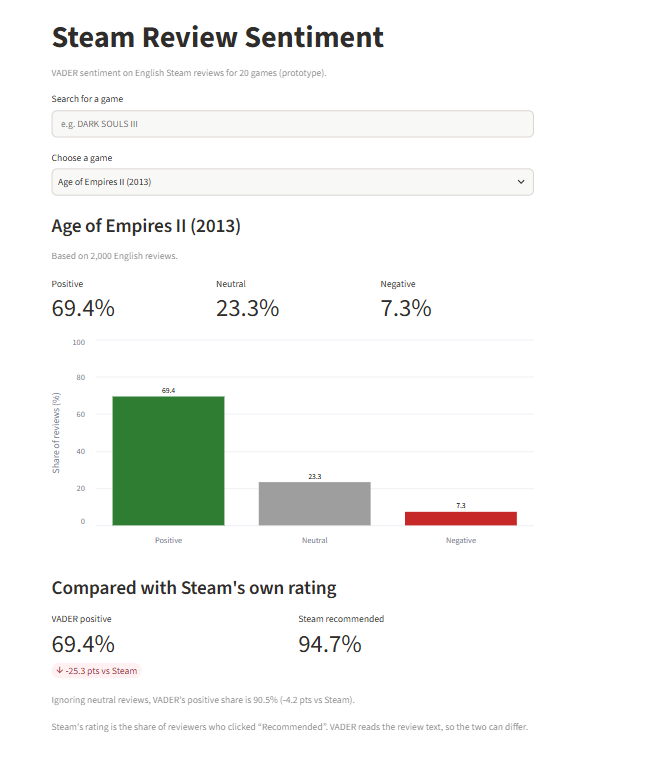 Steam Review Sentiment
VADER sentiment on English Steam reviews for 20 games (prototype).
Search for a game
e.g. DARK SOULS III
Choose a game
Age of Empires II (2013)
Age of Empires II (2013)
Based on 2,000 English reviews.
Positive Neutral Negative
69.4% 23.3% 7.3%
100
80
60
40
20
0
Share of reviews (%)
69.4
23.3
7.3
Positive Neutral Negative
Compared with Steam's own rating
VADER positive Steam recommended
69.4% 94.7%
↓ -25.3 pts vs Steam
Ignoring neutral reviews, VADER's positive share is 90.5% (-4.2 pts vs Steam).
Steam's rating is the share of reviewers who clicked “Recommended”. VADER reads the review text, so the two can differ.